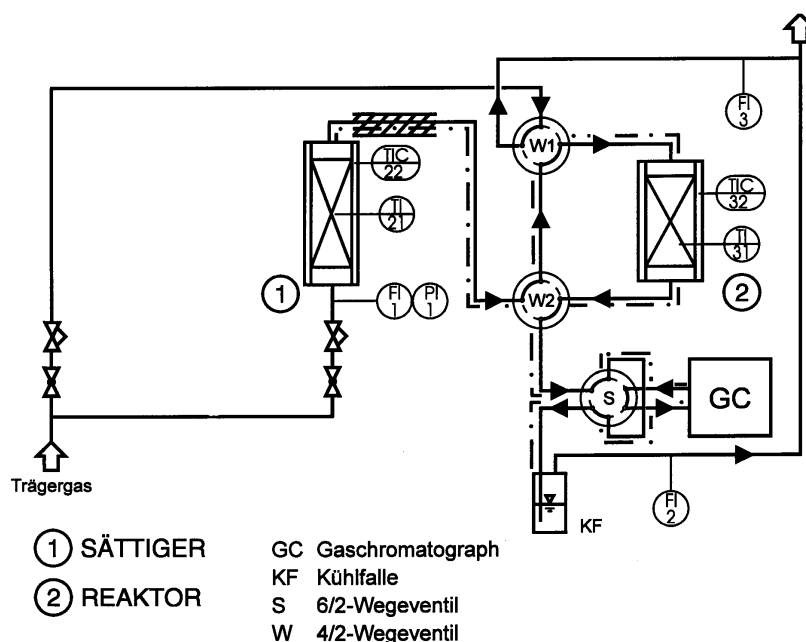 FI
3
W1
TIC
22
TI
21
TIC
32
TI
31
1
FI
1
PI
1
W2
2
S
GC
Trägergas
FI
2
KF
1 SÄTTIGER
2 REAKTOR
GC Gaschromatograph
KF Kühlfalle
S 6/2-Wegeventil
W 4/2-Wegeventil